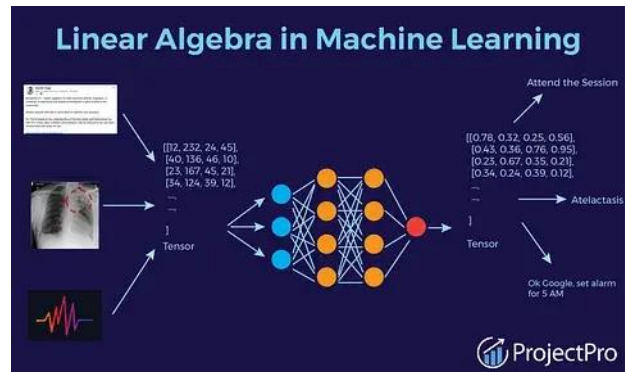 Linear Algebra in Machine Learning
Attend the Session
[[12, 232, 24, 45],
[40, 136, 46, 10],
[23, 167, 45, 21],
[34, 124, 39, 12],
]
Tensor
[[0.78, 0.32, 0.25, 0.56],
[0.43, 0.36, 0.76, 0.95],
[0.23, 0.67, 0.35, 0.21],
[0.34, 0.24, 0.39, 0.12],
]
Tensor
Atelactasis
Ok Google, set alarm
for 5 AM
ProjectPro